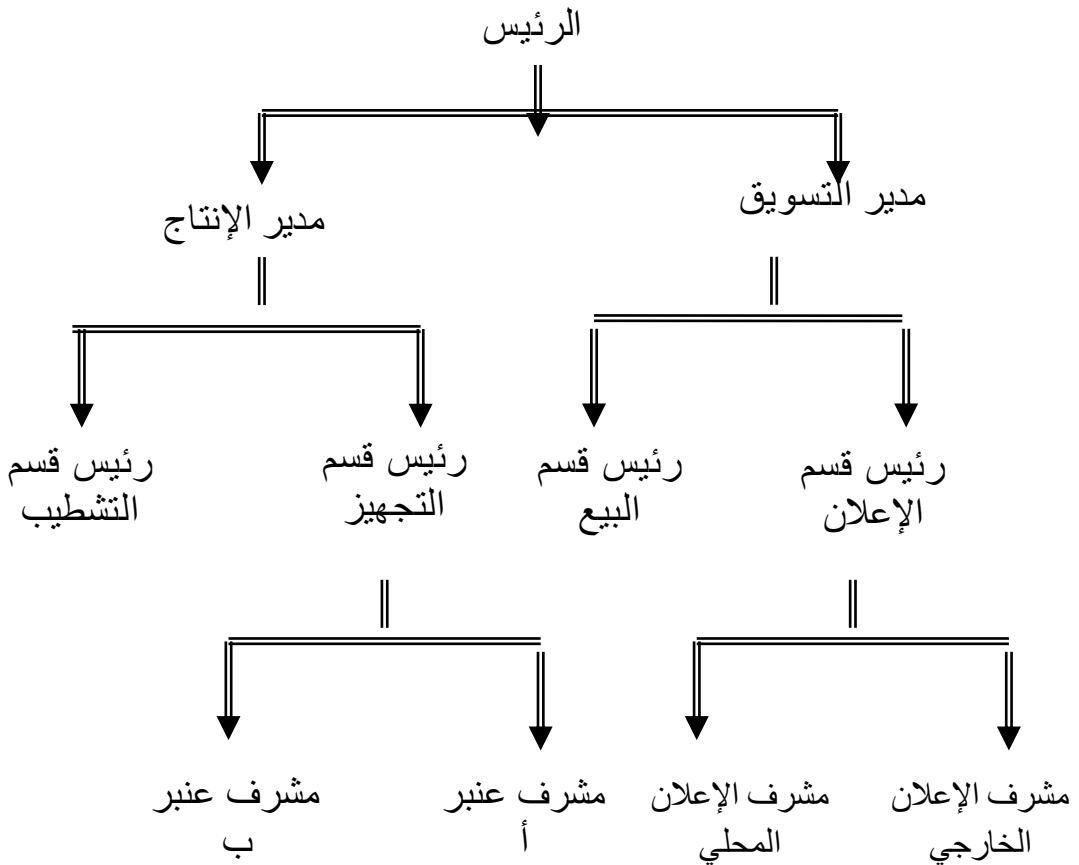 الرئيس
مدير التسويق
مدير الإنتاج
رئيس قسم
الإعلان
رئيس قسم
البيع
رئيس قسم
التجهيز
رئيس قسم
التشطيب
مشرف الإعلان
الخارجي
مشرف الإعلان
المحلي
مشرف عنبر
أ
مشرف عنبر
ب